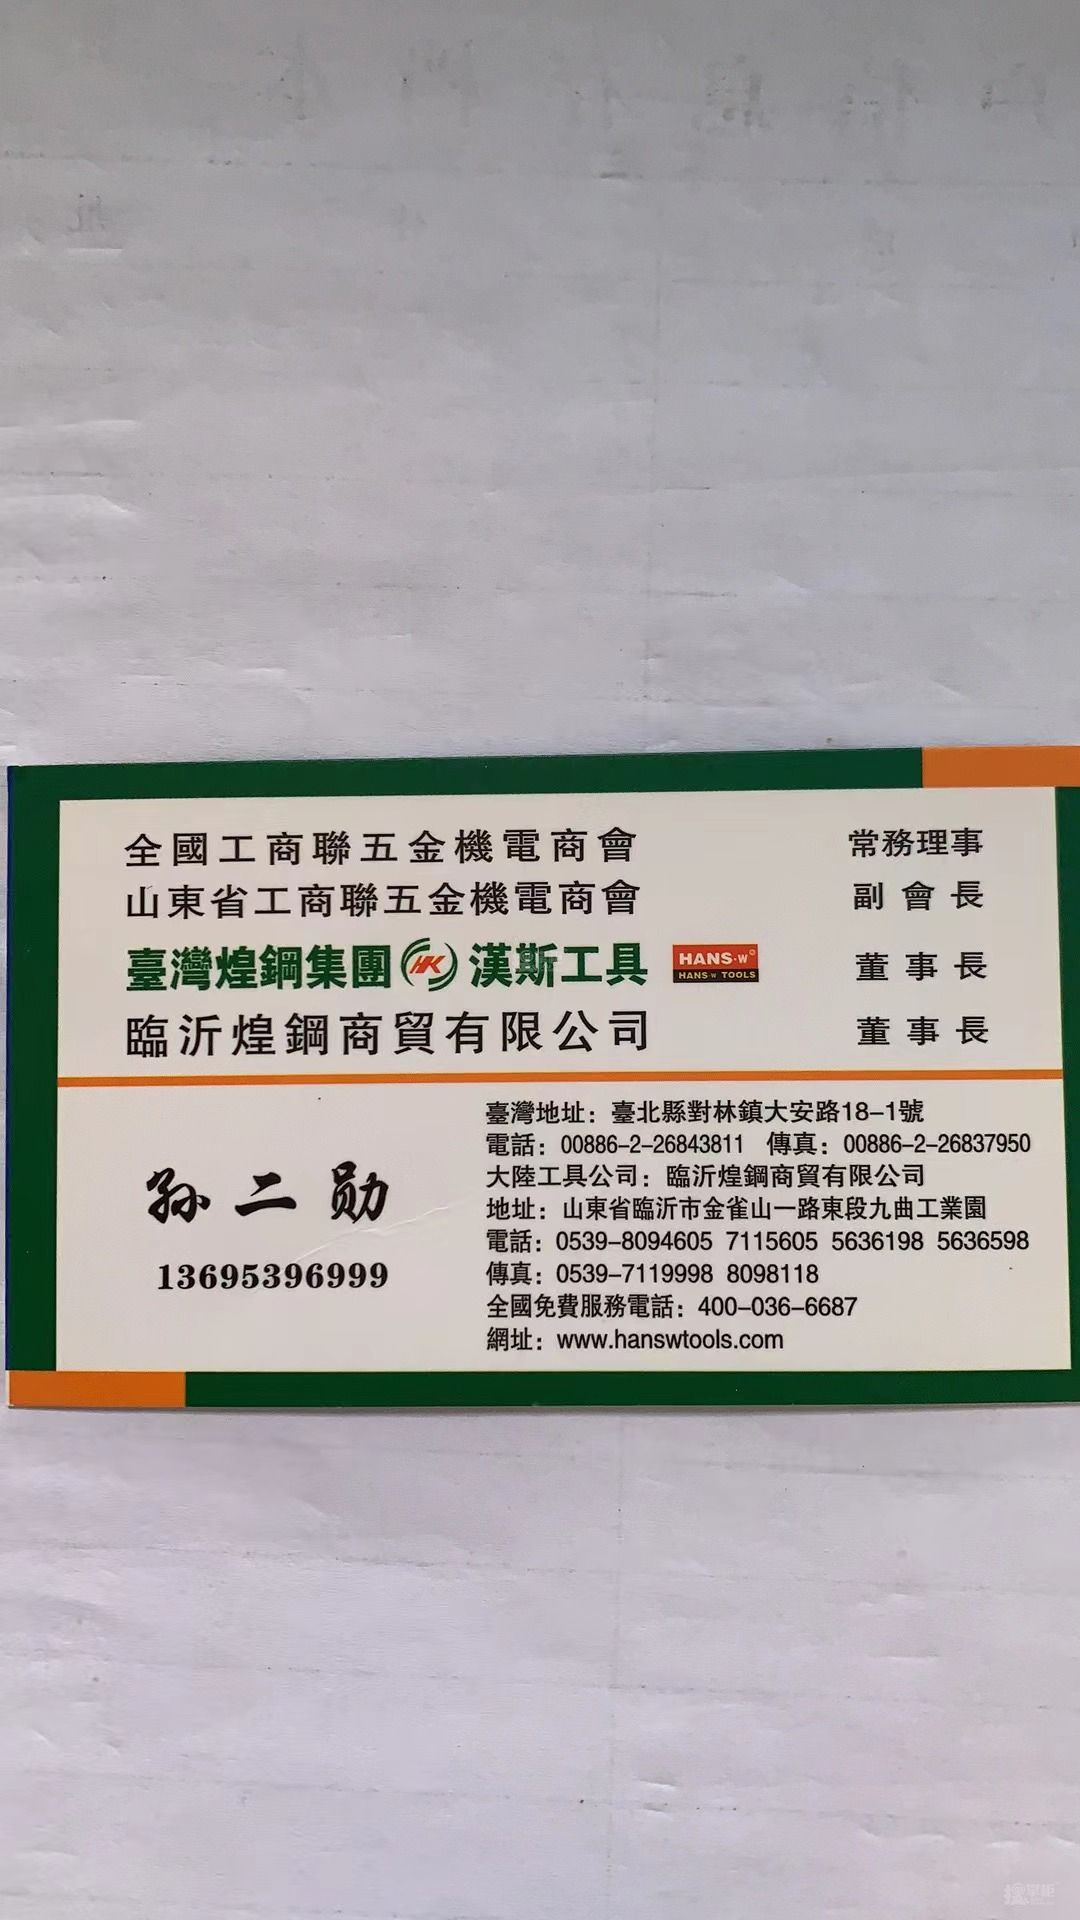 全國工商聯五金機電商會 常務理事
山東省工商聯五金機電商會 副會長
臺灣煌鋼集團 HK 漢斯工具 HANS·w® HANS·w TOOLS 董事長
臨沂煌鋼商貿有限公司 董事長
孙二勋
13695396999
臺灣地址：臺北縣對林鎮大安路18-1號
電話：00886-2-26843811 傳真：00886-2-26837950
大陸工具公司：臨沂煌鋼商貿有限公司
地址：山東省臨沂市金雀山一路東段九曲工業園
電話：0539-8094605 7115605 5636198 5636598
傳真：0539-7119998 8098118
全國免費服務電話：400-036-6687
網址：www.hanswtools.com